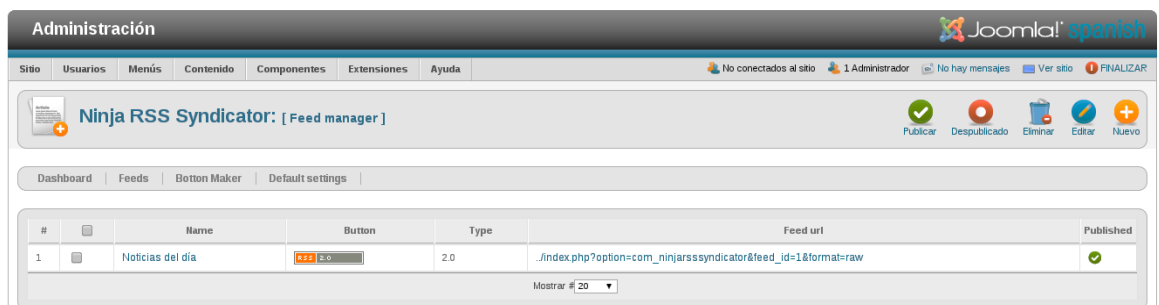 Administración Joomla! spanish
Sitio Usuarios Menús Contenido Componentes Extensiones Ayuda No conectados al sitio 1 Administrador No hay mensajes Ver sitio FINALIZAR
Ninja RSS Syndicator: [ Feed manager ]
Publicar Despublicado Eliminar Editar Nuevo
Dashboard Feeds Botton Maker Default settings
# Name Button Type Feed url Published
1 Noticias del día RSS 2.0 2.0 ../index.php?option=com_ninjarsssyndicator&feed_id=1&format=raw
Mostrar # 20